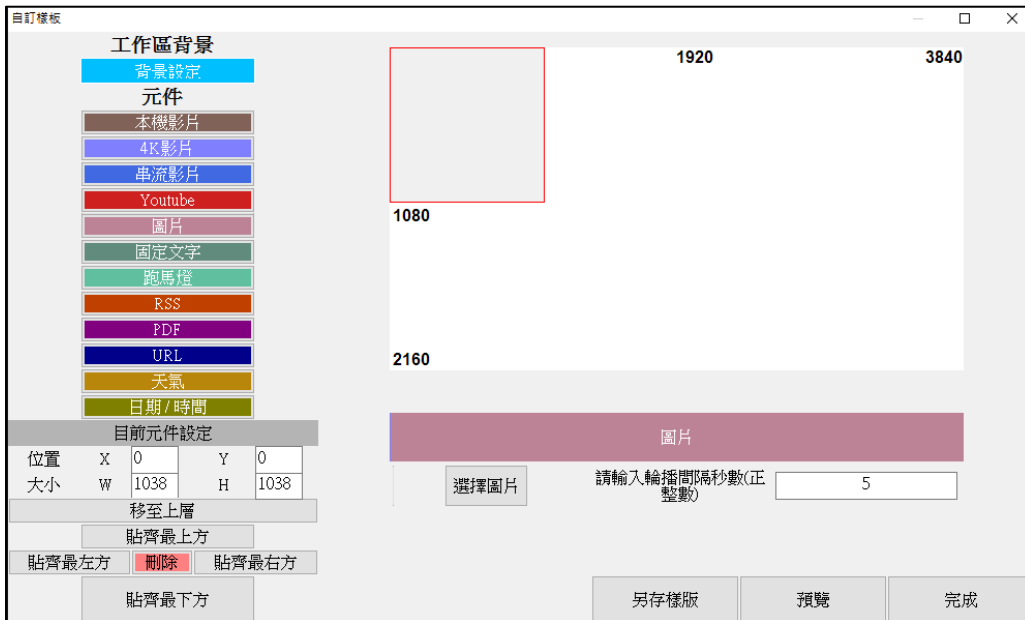 自訂樣板
工作區背景
背景設定
元件
本機影片
4K影片
串流影片
Youtube
圖片
固定文字
跑馬燈
RSS
PDF
URL
天氣
日期/時間
目前元件設定
位置 X 0 Y 0
大小 W 1038 H 1038
移至上層
貼齊最上方
貼齊最左方 刪除 貼齊最右方
貼齊最下方
1920 3840
1080
2160
圖片
選擇圖片 請輸入輪播間隔秒數(正
整數) 5
另存樣版 預覽 完成